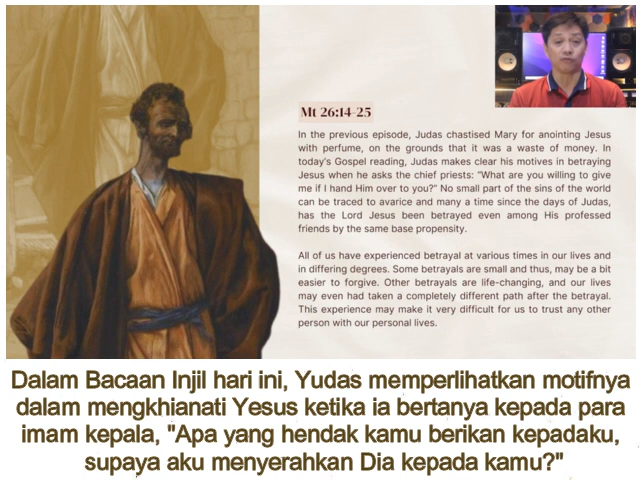 Mt 26:14-25
In the previous episode, Judas chastised Mary for anointing Jesus
with perfume, on the grounds that it was a waste of money. In
today's Gospel reading, Judas makes clear his motives in betraying
Jesus when he asks the chief priests: "What are you willing to give
me if I hand Him over to you?" No small part of the sins of the world
can be traced to avarice and many a time since the days of Judas,
has the Lord Jesus been betrayed even among His professed
friends by the same base propensity.
All of us have experienced betrayal at various times in our lives and
in differing degrees. Some betrayals are small and thus, may be a bit
easier to forgive. Other betrayals are life-changing, and our lives
may even had taken a completely different path after the betrayal.
This experience may make it very difficult for us to trust any other
person with our personal lives.
Dalam Bacaan Injil hari ini, Yudas memperlihatkan motifnya
dalam mengkhianati Yesus ketika ia bertanya kepada para
imam kepala, "Apa yang hendak kamu berikan kepadaku,
supaya aku menyerahkan Dia kepada kamu?"